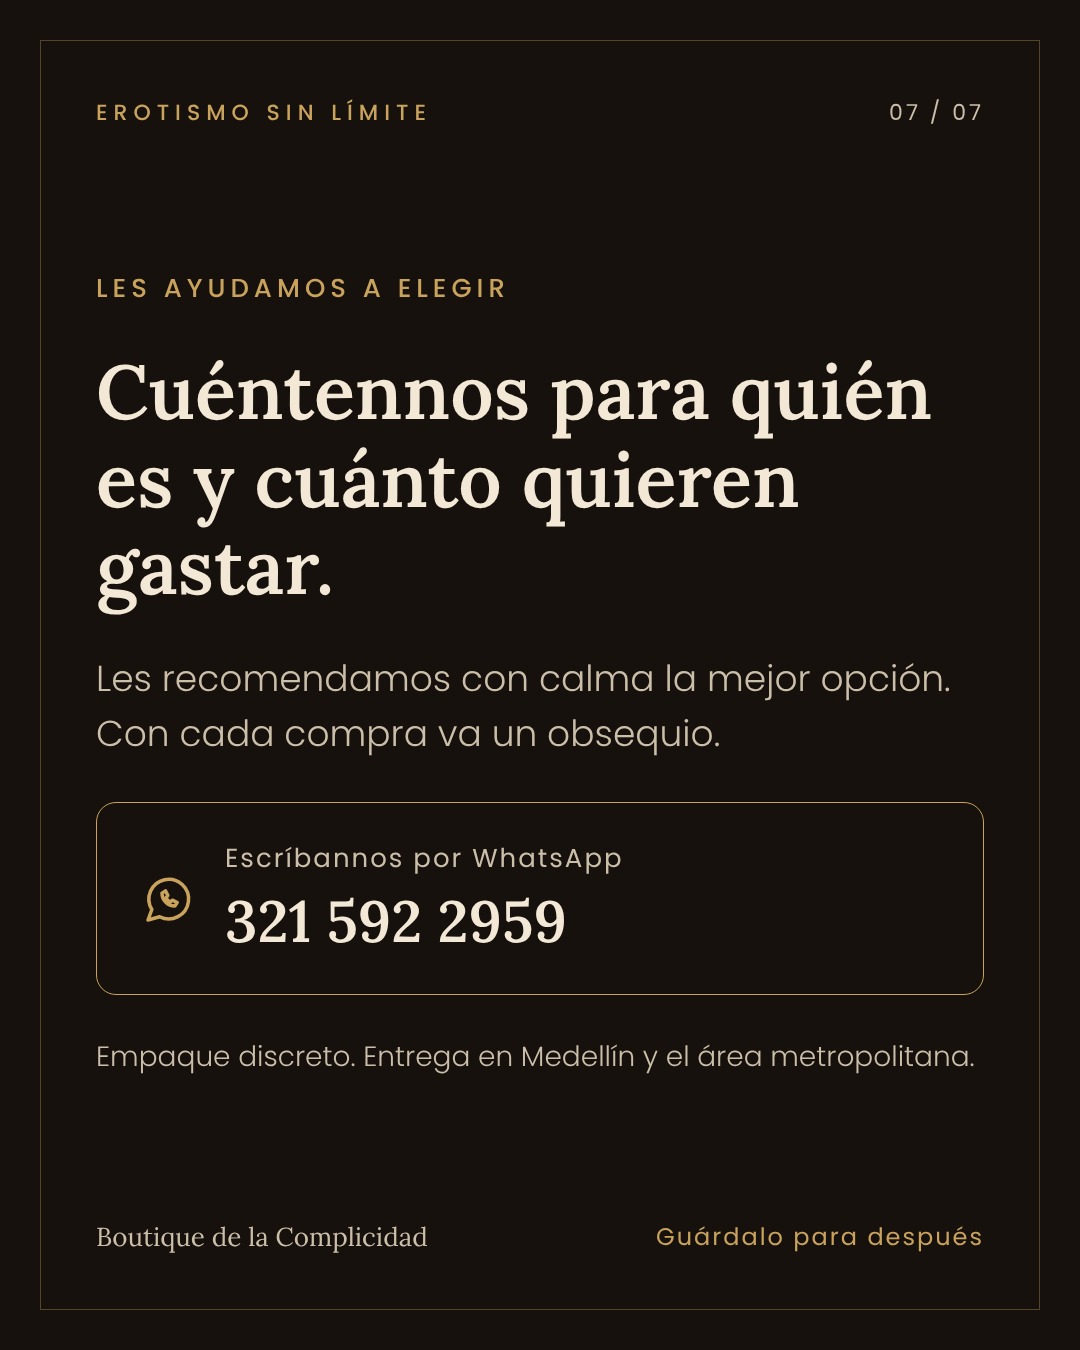 EROTISMO SIN LÍMITE
07 / 07
LES AYUDAMOS A ELEGIR
Cuéntennos para quién
es y cuánto quieren
gastar.
Les recomendamos con calma la mejor opción.
Con cada compra va un obsequio.
Escríbannos por WhatsApp
321 592 2959
Empaque discreto. Entrega en Medellín y el área metropolitana.
Boutique de la Complicidad
Guárdalo para después